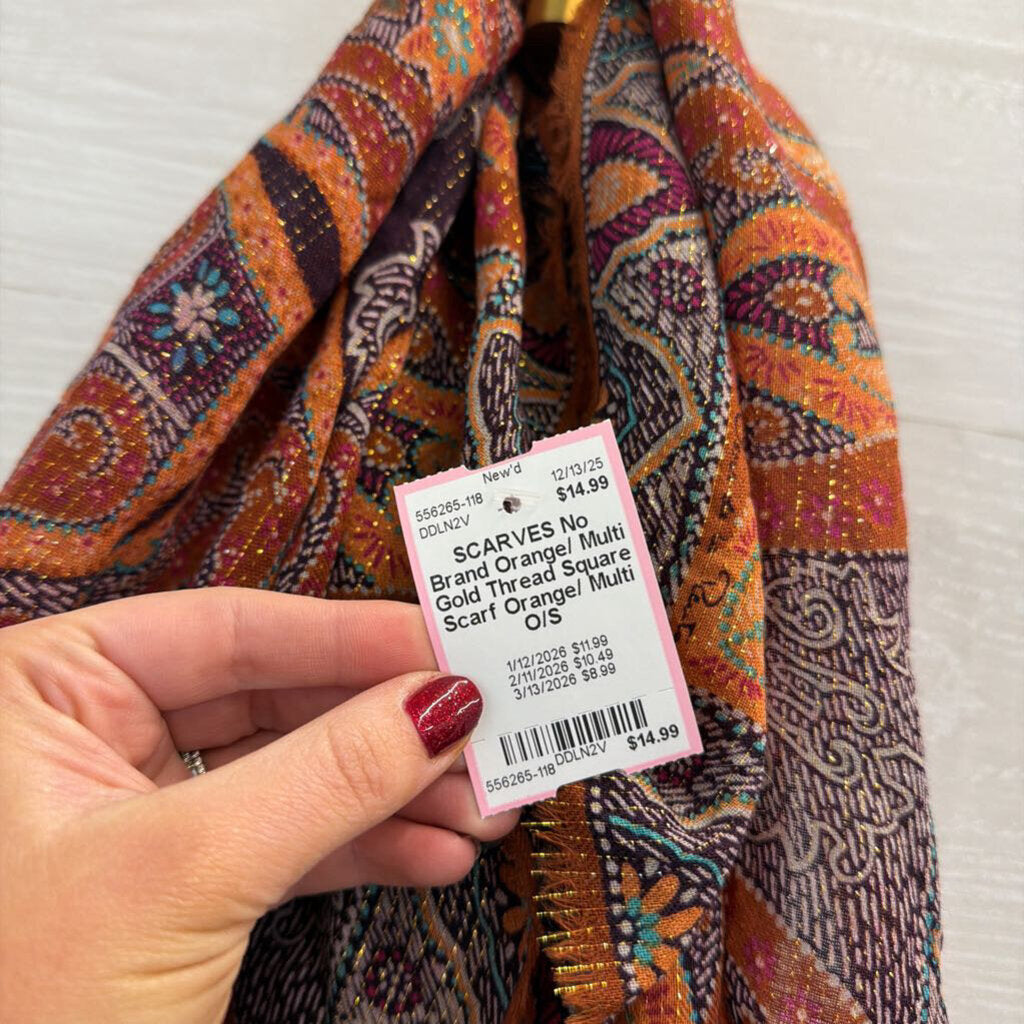 New'd
556265-118 12/13/25
DDLN2V $14.99
SCARVES No
Brand Orange/ Multi
Gold Thread Square
Scarf Orange/ Multi
O/S
1/12/2026 $11.99
2/11/2026 $10.49
3/13/2026 $8.99
556265-118 DDLN2V $14.99